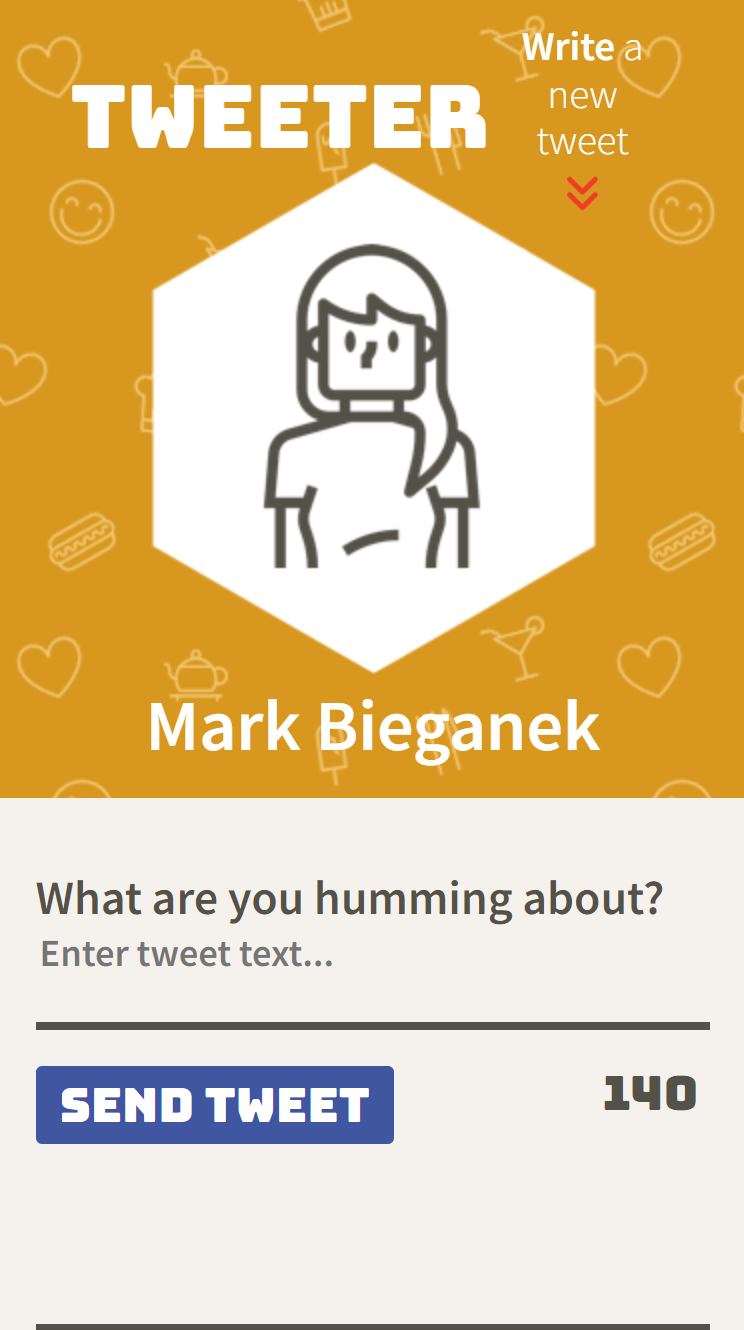 TWEETER
Write a
new
tweet
Mark Bieganek
What are you humming about?
Enter tweet text...
SEND TWEET
140